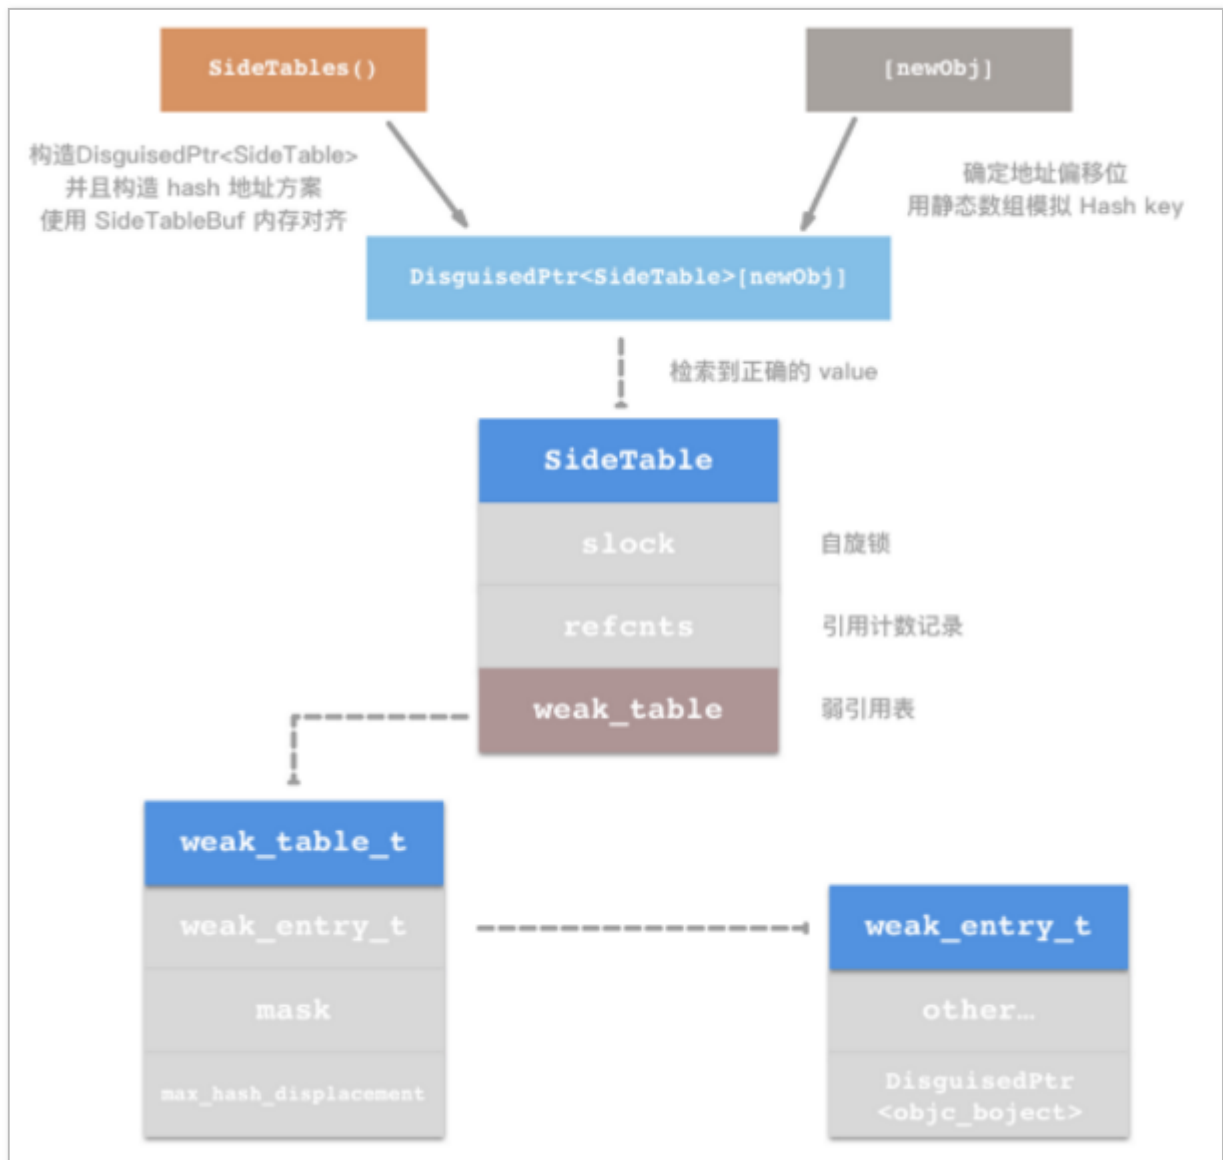 SideTables()
[newObj]
构造DisguisedPtr<SideTable>
并且构造 hash 地址方案
使用 SideTableBuf 内存对齐
确定地址偏移位
用静态数组模拟 Hash key
DisguisedPtr<SideTable>[newObj]
检索到正确的 value
SideTable
slock
自旋锁
refcnts
引用计数记录
weak_table
弱引用表
weak_table_t
weak_entry_t
mask
max_hash_displacement
weak_entry_t
other…
DisguisedPtr
<objc_boject>